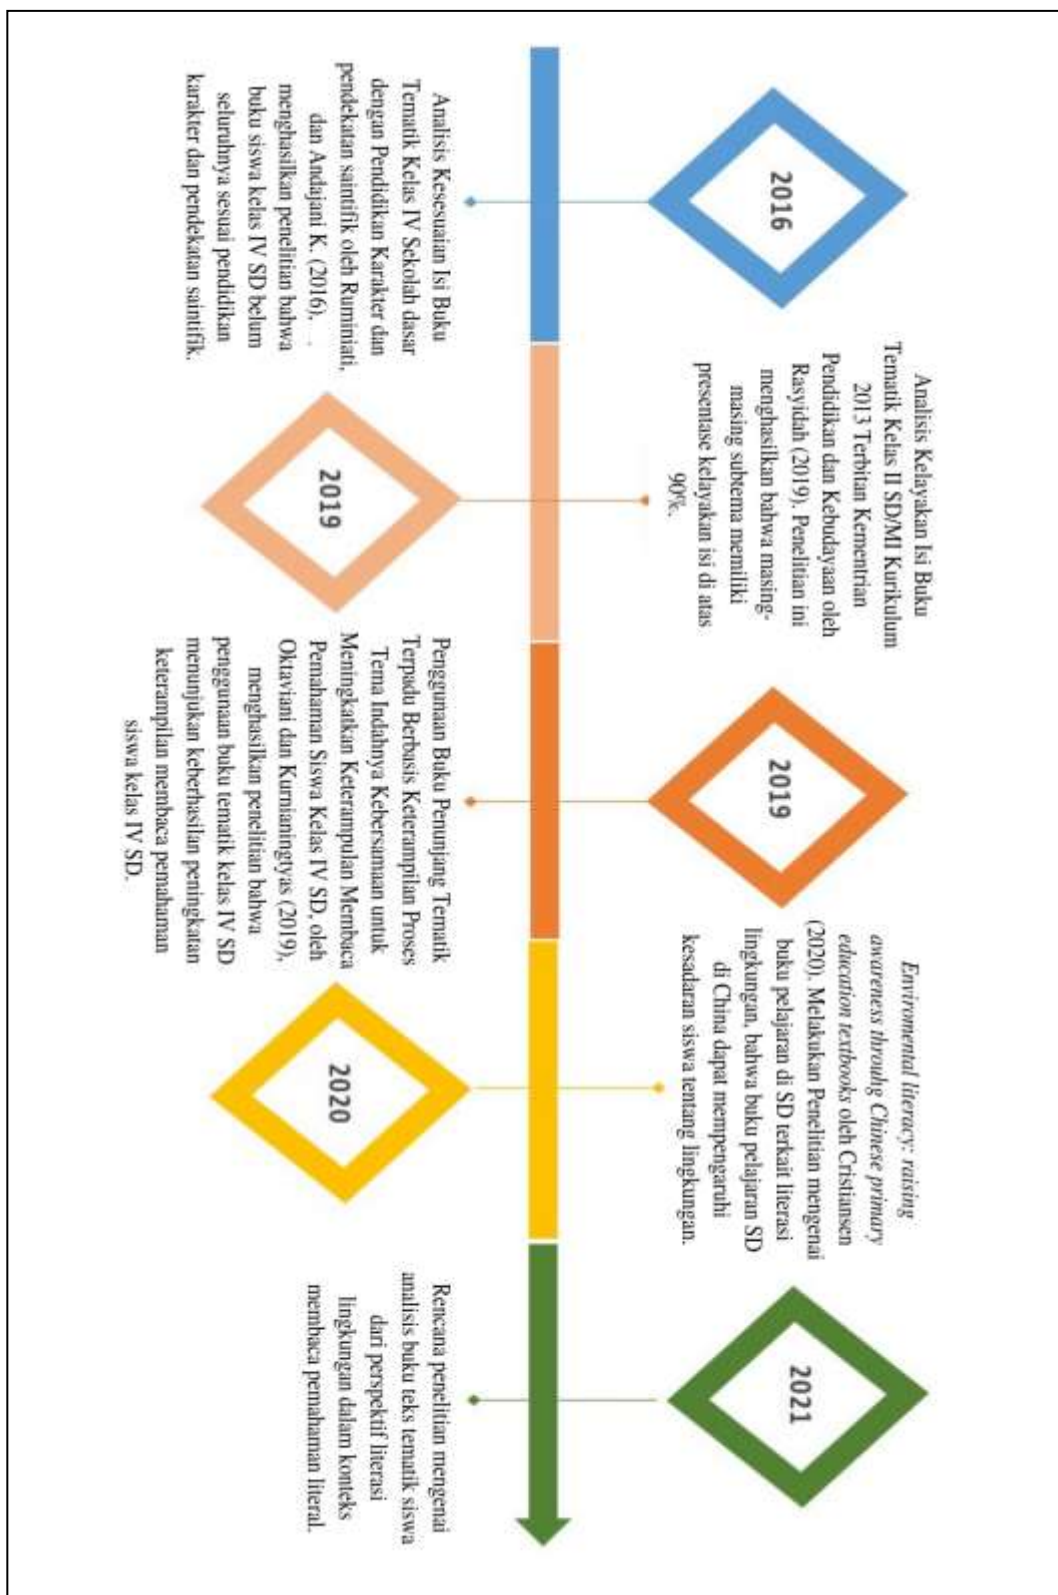 2016
Analisis Kesesuaian Isi Buku
Tematik Kelas IV Sekolah dasar
dengan Pendidikan Karakter dan
pendekatan saintifik oleh Ruminiati,
dan Andajani K. (2016),
menghasilkan penelitian bahwa
buku siswa kelas IV SD belum
seluruhnya sesuai pendidikan
karakter dan pendekatan saintifik.
2019
Analisis Kelayakan Isi Buku
Tematik Kelas II SD/MI Kurikulum
2013 Terbitan Kementrian
Pendidikan dan Kebudayaan oleh
Rasyidah (2019). Penelitian ini
menghasilkan bahwa masing-
masing subtema memiliki
presentase kelayakan isi di atas
90%.
2019
Penggunaan Buku Penunjang Tematik
Terpadu Berbasis Keterampilan Proses
Tema Indahnya Kebersamaan untuk
Meningkatkan Keterampulan Membaca
Pemahaman Siswa Kelas IV SD, oleh
Oktaviani dan Kurnianingtyas (2019),
menghasilkan penelitian bahwa
penggunaan buku tematik kelas IV SD
menunjukan keberhasilan peningkatan
keterampilan membaca pemahaman
siswa kelas IV SD.
2020
Enviromental literacy: raising
awareness throuhg Chinese primary
education textbooks oleh Cristiansen
(2020). Melakukan Penelitian mengenai
buku pelajaran di SD terkait literasi
lingkungan, bahwa buku pelajaran SD
di China dapat mempengaruhi
kesadaran siswa tentang lingkungan.
2021
Rencana penelitian mengenai
analisis buku teks tematik siswa
dari perspektif literasi
lingkungan dalam konteks
membaca pemahaman literal.